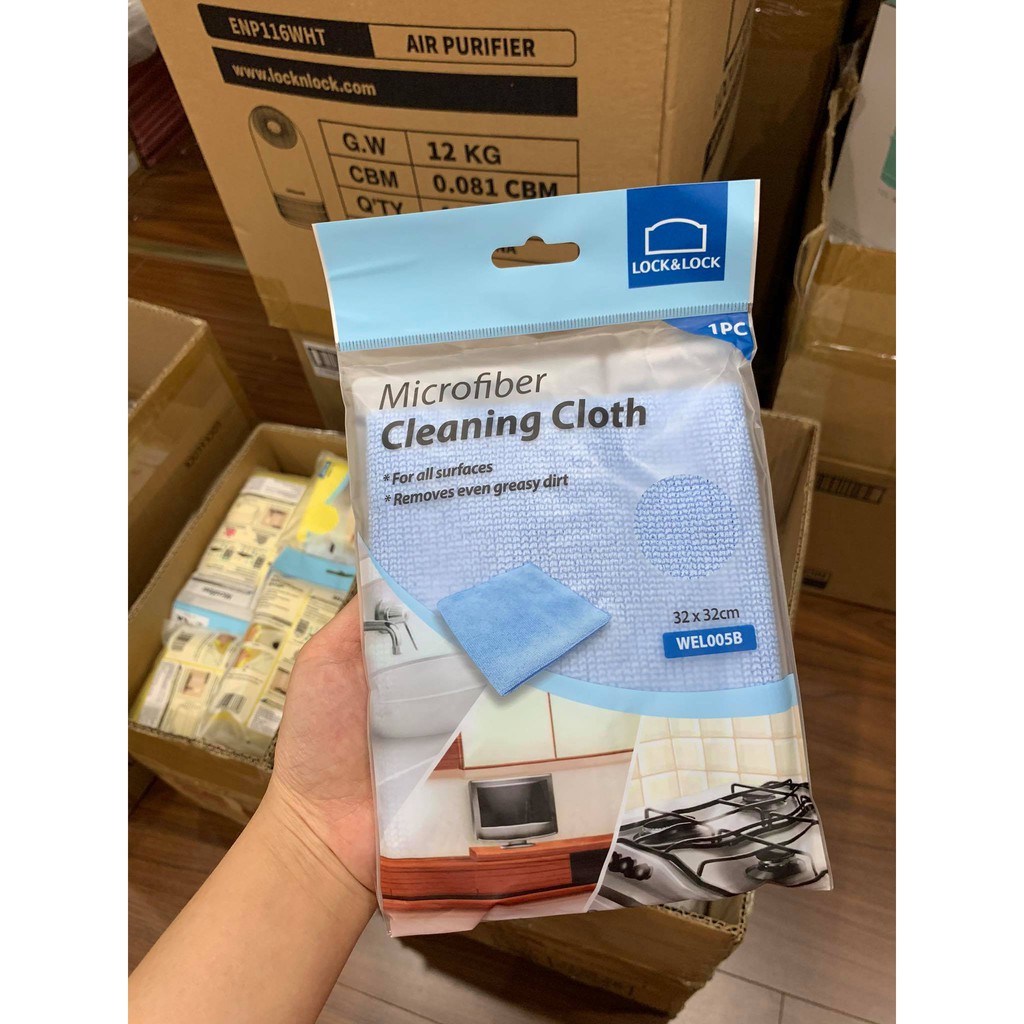 ENP116WHT AIR PURIFIER
www.locknlock.com
G.W 12 KG
CBM 0.081 CBM
Q'TY
LOCK&LOCK
1PC
Microfiber
Cleaning Cloth
* For all surfaces
* Removes even greasy dirt
32 x 32cm
WEL005B